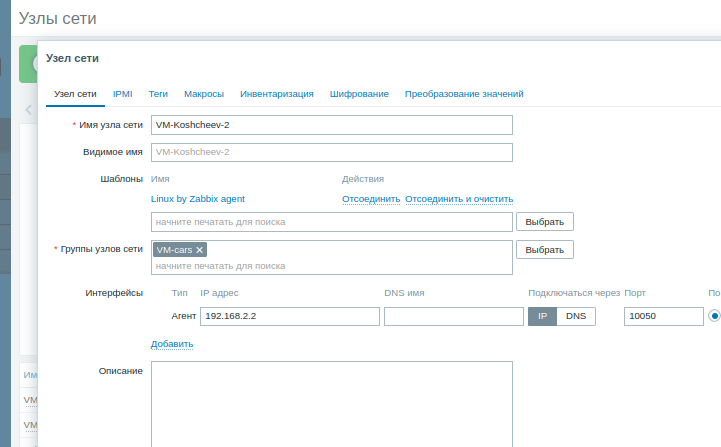 Узлы сети
Узел сети
Узел сети IPMI Теги Макросы Инвентаризация Шифрование Преобразование значений
* Имя узла сети VM-Koshcheev-2
Видимое имя VM-Koshcheev-2
Шаблоны Имя Действия
Linux by Zabbix agent Отсоединить Отсоединить и очистить
начните печатать для поиска Выбрать
* Группы узлов сети VM-cars Выбрать
начните печатать для поиска
Интерфейсы Тип IP адрес DNS имя Подключаться через Порт По
Агент 192.168.2.2 IP DNS 10050
Добавить
Описание
Им
VM
VM